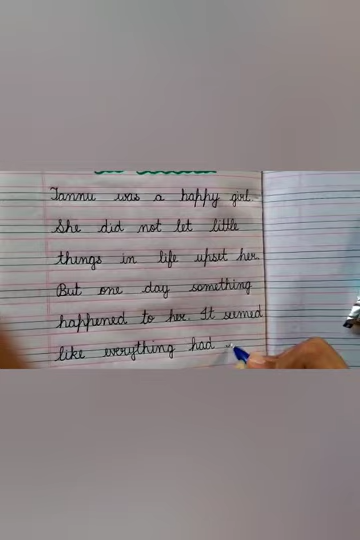 Tannu was a happy girl.
She did not let little
things in life upset her.
But one day something
happened to her. It seemed
like everything had